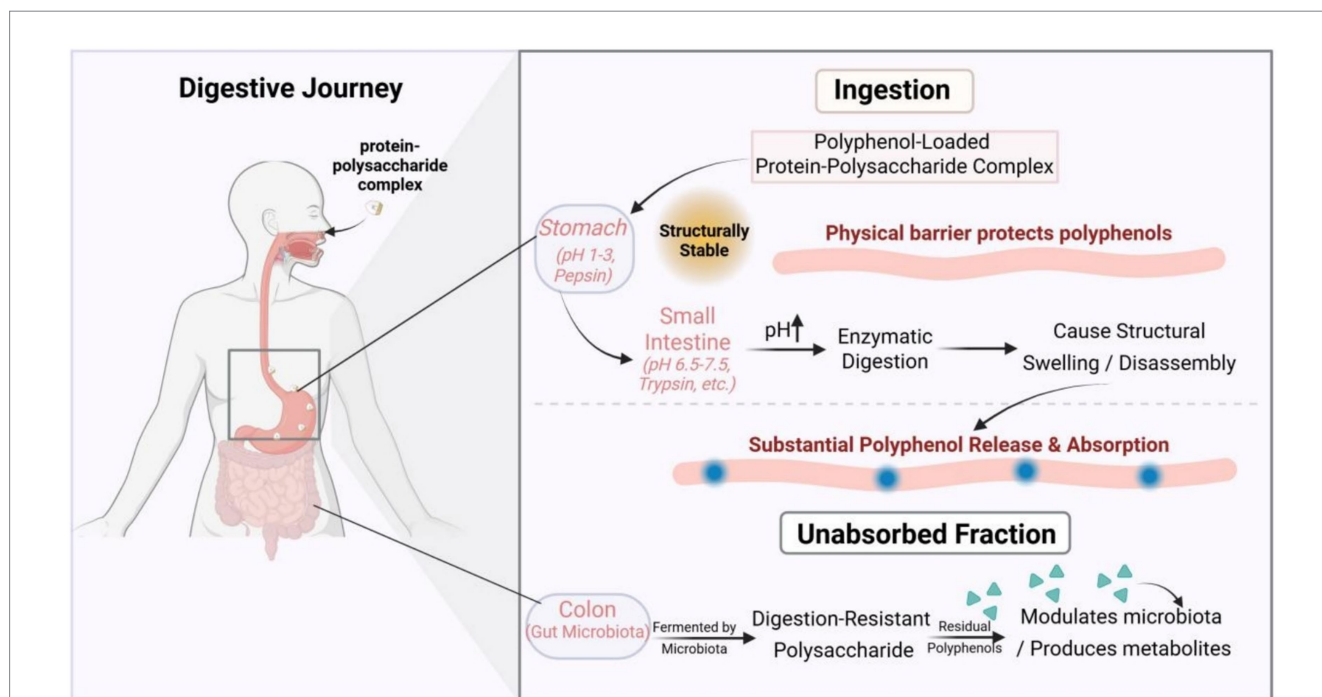 Digestive Journey
protein-
polysaccharide
complex
Ingestion
Polyphenol-Loaded
Protein-Polysaccharide Complex
Stomach
(pH 1-3,
Pepsin)
Structurally
Stable
Physical barrier protects polyphenols
Small
Intestine
(pH 6.5-7.5,
Trypsin, etc.)
pH
Enzymatic
Digestion
Cause Structural
Swelling / Disassembly
Substantial Polyphenol Release & Absorption
Unabsorbed Fraction
Colon
(Gut Microbiota)
Fermented by
Microbiota
Digestion-Resistant
Polysaccharide
Residual
Polyphenols
Modulates microbiota
/ Produces metabolites